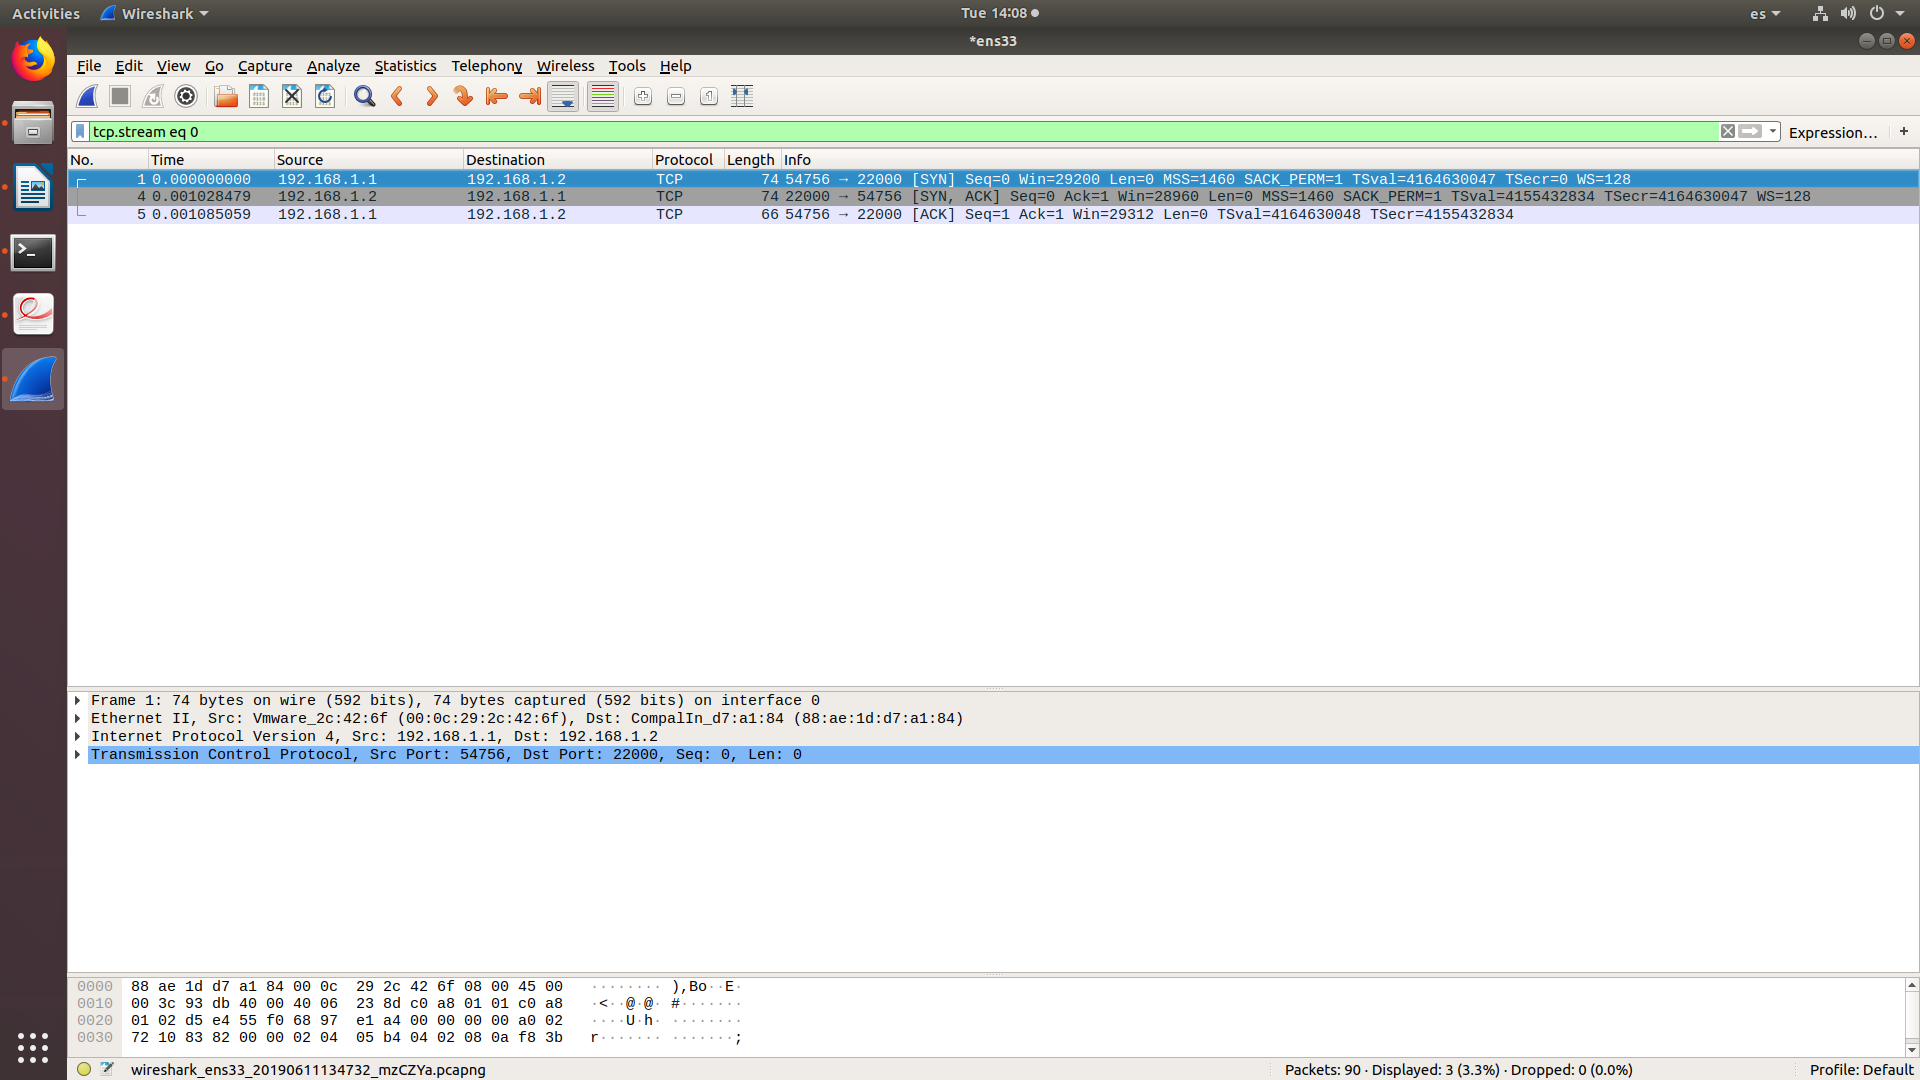 Activities Wireshark Tue 14:08 es
*ens33
File Edit View Go Capture Analyze Statistics Telephony Wireless Tools Help
tcp.stream eq 0 Expression… +
No. Time Source Destination Protocol Length Info
1 0.000000000 192.168.1.1 192.168.1.2 TCP 74 54756 → 22000 [SYN] Seq=0 Win=29200 Len=0 MSS=1460 SACK_PERM=1 TSval=4164630047 TSecr=0 WS=128
4 0.001028479 192.168.1.2 192.168.1.1 TCP 74 22000 → 54756 [SYN, ACK] Seq=0 Ack=1 Win=28960 Len=0 MSS=1460 SACK_PERM=1 TSval=4155432834 TSecr=4164630047 WS=128
5 0.001085059 192.168.1.1 192.168.1.2 TCP 66 54756 → 22000 [ACK] Seq=1 Ack=1 Win=29312 Len=0 TSval=4164630048 TSecr=4155432834
Frame 1: 74 bytes on wire (592 bits), 74 bytes captured (592 bits) on interface 0
Ethernet II, Src: Vmware_2c:42:6f (00:0c:29:2c:42:6f), Dst: CompalIn_d7:a1:84 (88:ae:1d:d7:a1:84)
Internet Protocol Version 4, Src: 192.168.1.1, Dst: 192.168.1.2
Transmission Control Protocol, Src Port: 54756, Dst Port: 22000, Seq: 0, Len: 0
0000 88 ae 1d d7 a1 84 00 0c 29 2c 42 6f 08 00 45 00 ········ ),Bo··E·
0010 00 3c 93 db 40 00 40 06 23 8d c0 a8 01 01 c0 a8 ·<··@·@· #·······
0020 01 02 d5 e4 55 f0 68 97 e1 a4 00 00 00 00 a0 02 ····U·h· ········
0030 72 10 83 82 00 00 02 04 05 b4 04 02 08 0a f8 3b r······· ·······;
wireshark_ens33_20190611134732_mzCZYa.pcapng Packets: 90 · Displayed: 3 (3.3%) · Dropped: 0 (0.0%) Profile: Default